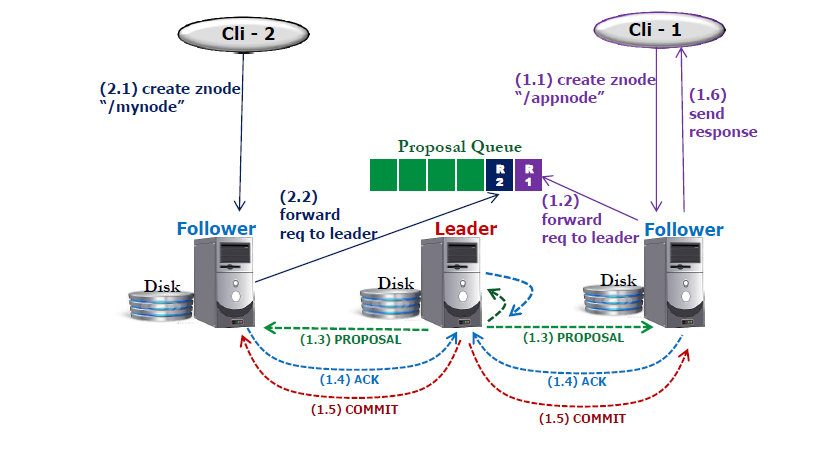 Cli - 2
Cli - 1
(2.1) create znode
“/mynode”
(1.1) create znode
“/appnode”
(1.6)
send
response
Proposal Queue
R
2
R
1
(2.2)
forward
req to leader
(1.2)
forward
req to leader
Follower
Leader
Follower
Disk
Disk
Disk
(1.3) PROPOSAL
(1.3) PROPOSAL
(1.4) ACK
(1.4) ACK
(1.5) COMMIT
(1.5) COMMIT